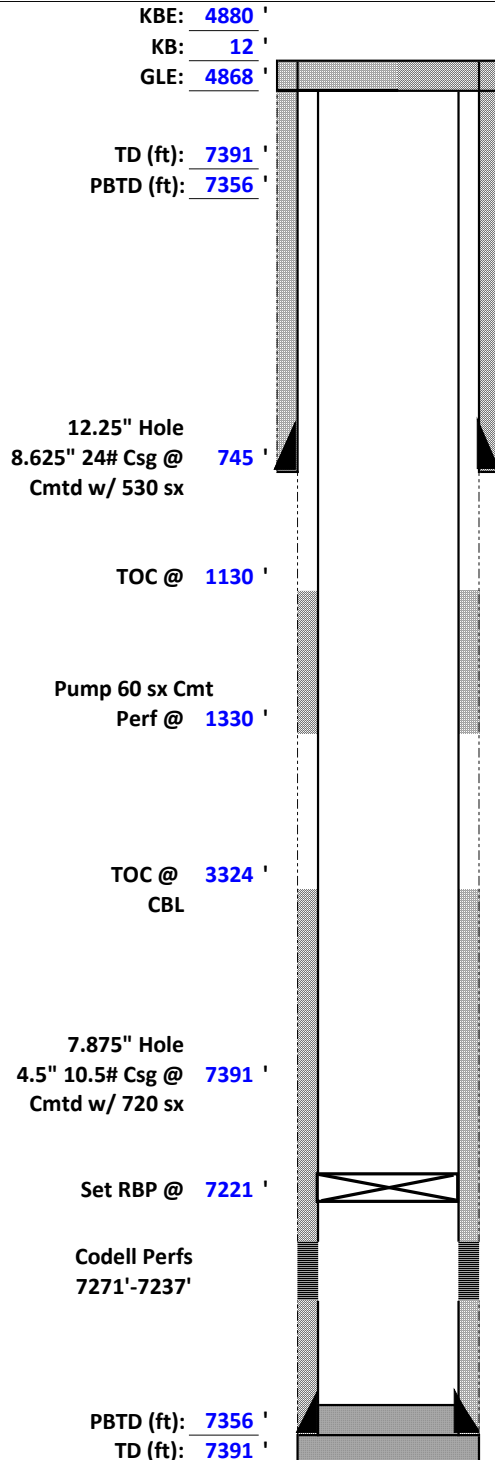 KBE: 4880 '
KB: 12 '
GLE: 4868 '
TD (ft): 7391 '
PBTD (ft): 7356 '
12.25" Hole
8.625" 24# Csg @ 745 '
Cmtd w/ 530 sx
TOC @ 1130 '
Pump 60 sx Cmt
Perf @ 1330 '
TOC @ 3324 '
CBL
7.875" Hole
4.5" 10.5# Csg @ 7391 '
Cmtd w/ 720 sx
Set RBP @ 7221 '
Codell Perfs
7271'-7237'
PBTD (ft): 7356 '
TD (ft): 7391 '